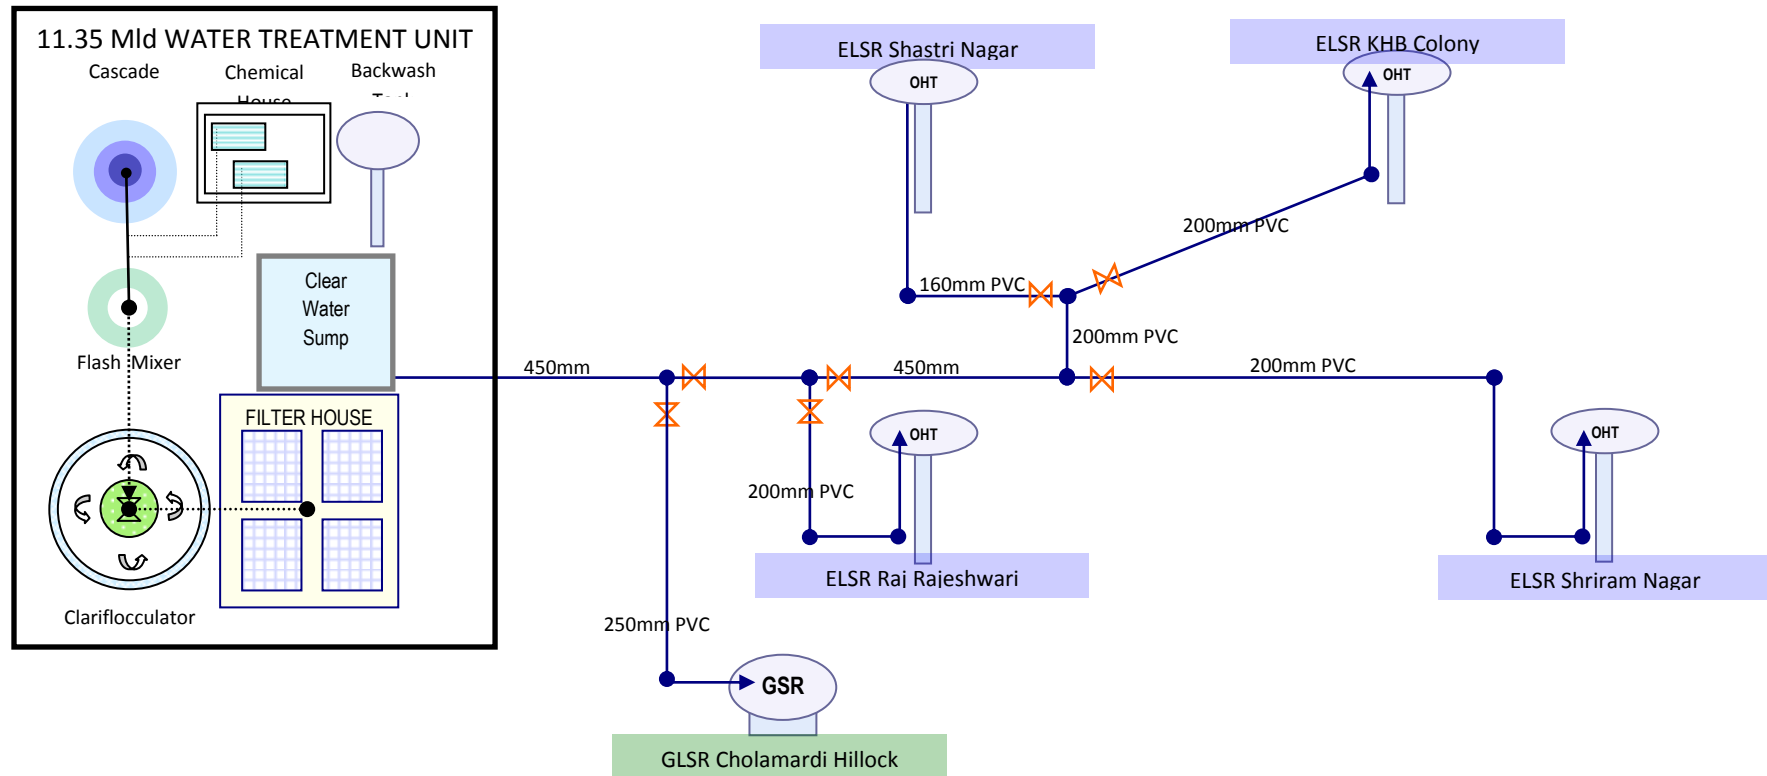 11.35 Mld WATER TREATMENT UNIT
Cascade
Chemical
House
Backwash
Flash Mixer
Clear
Water
Sump
FILTER HOUSE
Clariflocculator
ELSR Shastri Nagar
OHT
ELSR KHB Colony
OHT
200mm PVC
160mm PVC
200mm PVC
450mm
450mm
200mm PVC
OHT
200mm PVC
ELSR Raj Rajeshwari
OHT
ELSR Shriram Nagar
250mm PVC
GSR
GLSR Cholamardi Hillock